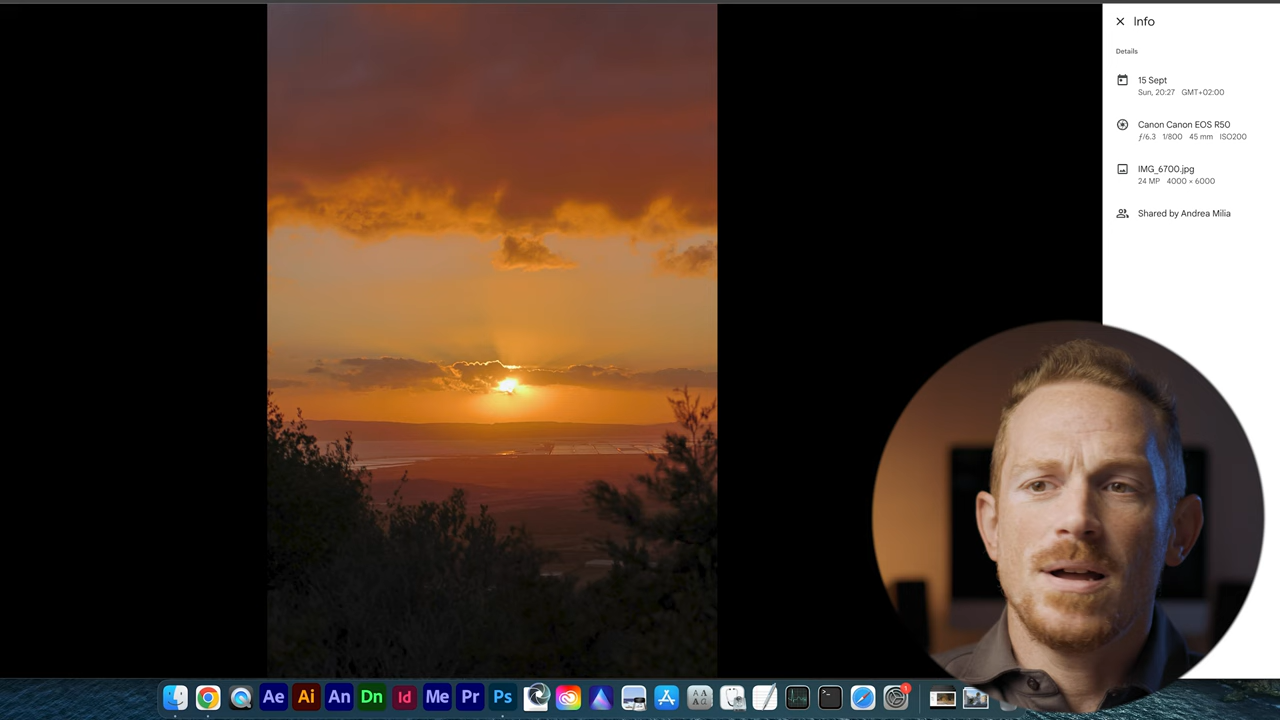 Info
Details
15 Sept
Sun, 20:27 GMT+02:00
Canon Canon EOS R50
ƒ/6.3 1/800 45 mm ISO200
IMG_6700.jpg
24 MP 4000 × 6000
Shared by Andrea Milia
Ae Ai An Dn Id Me Pr Ps